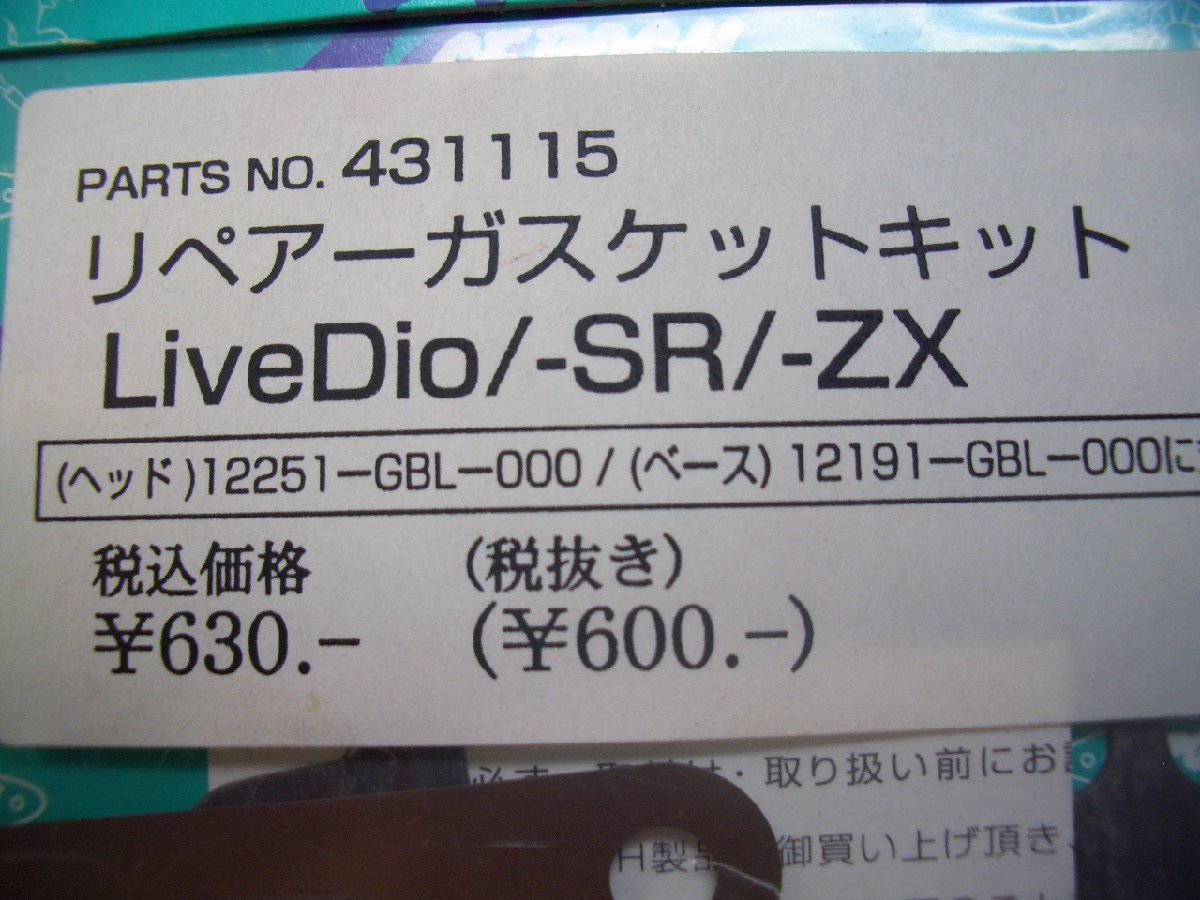 PARTS NO. 431115
リペアーガスケットキット
LiveDio/-SR/-ZX
(ヘッド)12251-GBL-000 / (ベース) 12191-GBL-000に
税込価格 (税抜き)
¥630.- (¥600.-)
・取り扱い前にお
H製品 御買い上げ頂き、